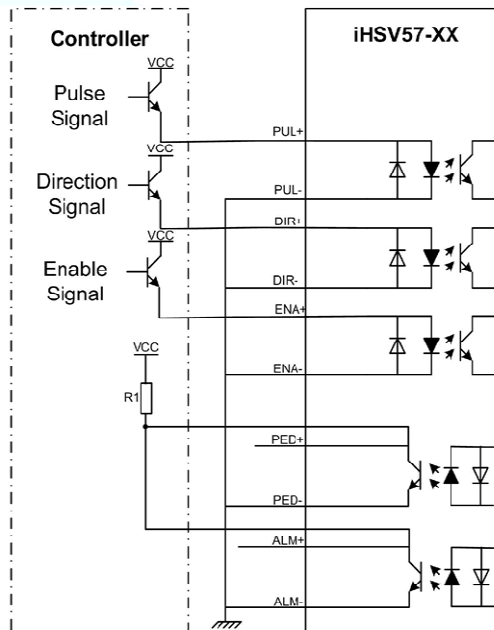 Controller
iHSV57-XX
VCC
Pulse
Signal
PUL+
VCC
Direction
Signal
PUL-
DIR+
VCC
Enable
Signal
DIR-
ENA+
VCC
ENA-
R1
PED+
PED-
ALM+
ALM-